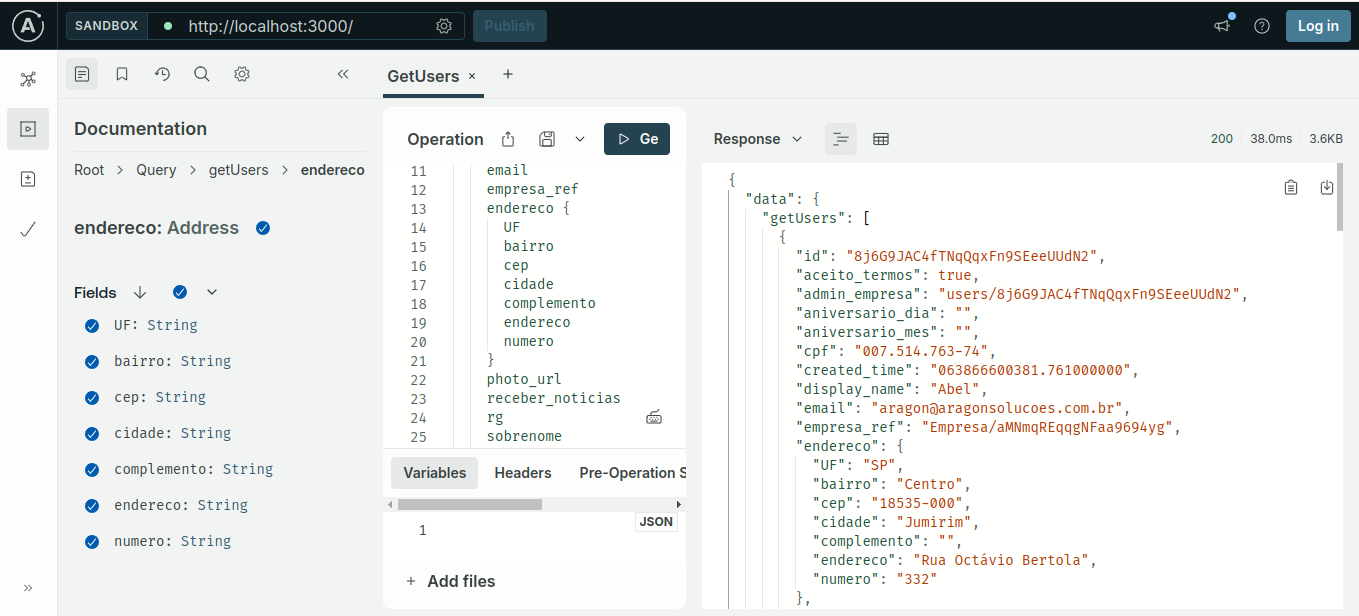 SANDBOX http://localhost:3000/ Publish Log in
GetUsers × +
Documentation
Root > Query > getUsers > endereco
endereco: Address
Fields
UF: String
bairro: String
cep: String
cidade: String
complemento: String
endereco: String
numero: String
Operation Ge
11 email
12 empresa_ref
13 endereco {
14 UF
15 bairro
16 cep
17 cidade
18 complemento
19 endereco
20 numero
21 }
22 photo_url
23 receber_noticias
24 rg
25 sobrenome
Variables Headers Pre-Operation S
JSON
1
+ Add files
Response 200 38.0ms 3.6KB
{
"data": {
"getUsers": [
{
"id": "8j6G9JAC4fTNqQqxFn9SEeeUUdN2",
"aceito_termos": true,
"admin_empresa": "users/8j6G9JAC4fTNqQqxFn9SEeeUUdN2",
"aniversario_dia": "",
"aniversario_mes": "",
"cpf": "007.514.763-74",
"created_time": "063866600381.761000000",
"display_name": "Abel",
"email": "aragon@aragonsolucoes.com.br",
"empresa_ref": "Empresa/aMNmqREqqgNFaa9694yg",
"endereco": {
"UF": "SP",
"bairro": "Centro",
"cep": "18535-000",
"cidade": "Jumirim",
"complemento": "",
"endereco": "Rua Octávio Bertola",
"numero": "332"
},